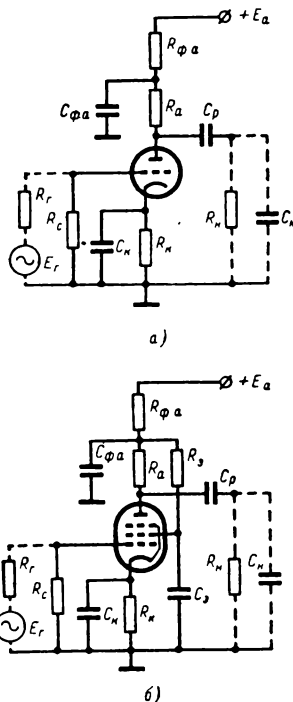 + Eа
Rфа
Cфа
Rа
Cр
Rг
Rс
Eг
Cк
Rк
Rн
Cн
а)
+ Eа
Rфа
Cфа
Rа
Rэ
Cр
Rг
Rс
Eг
Cк
Rк
Cэ
Rн
Cн
б)